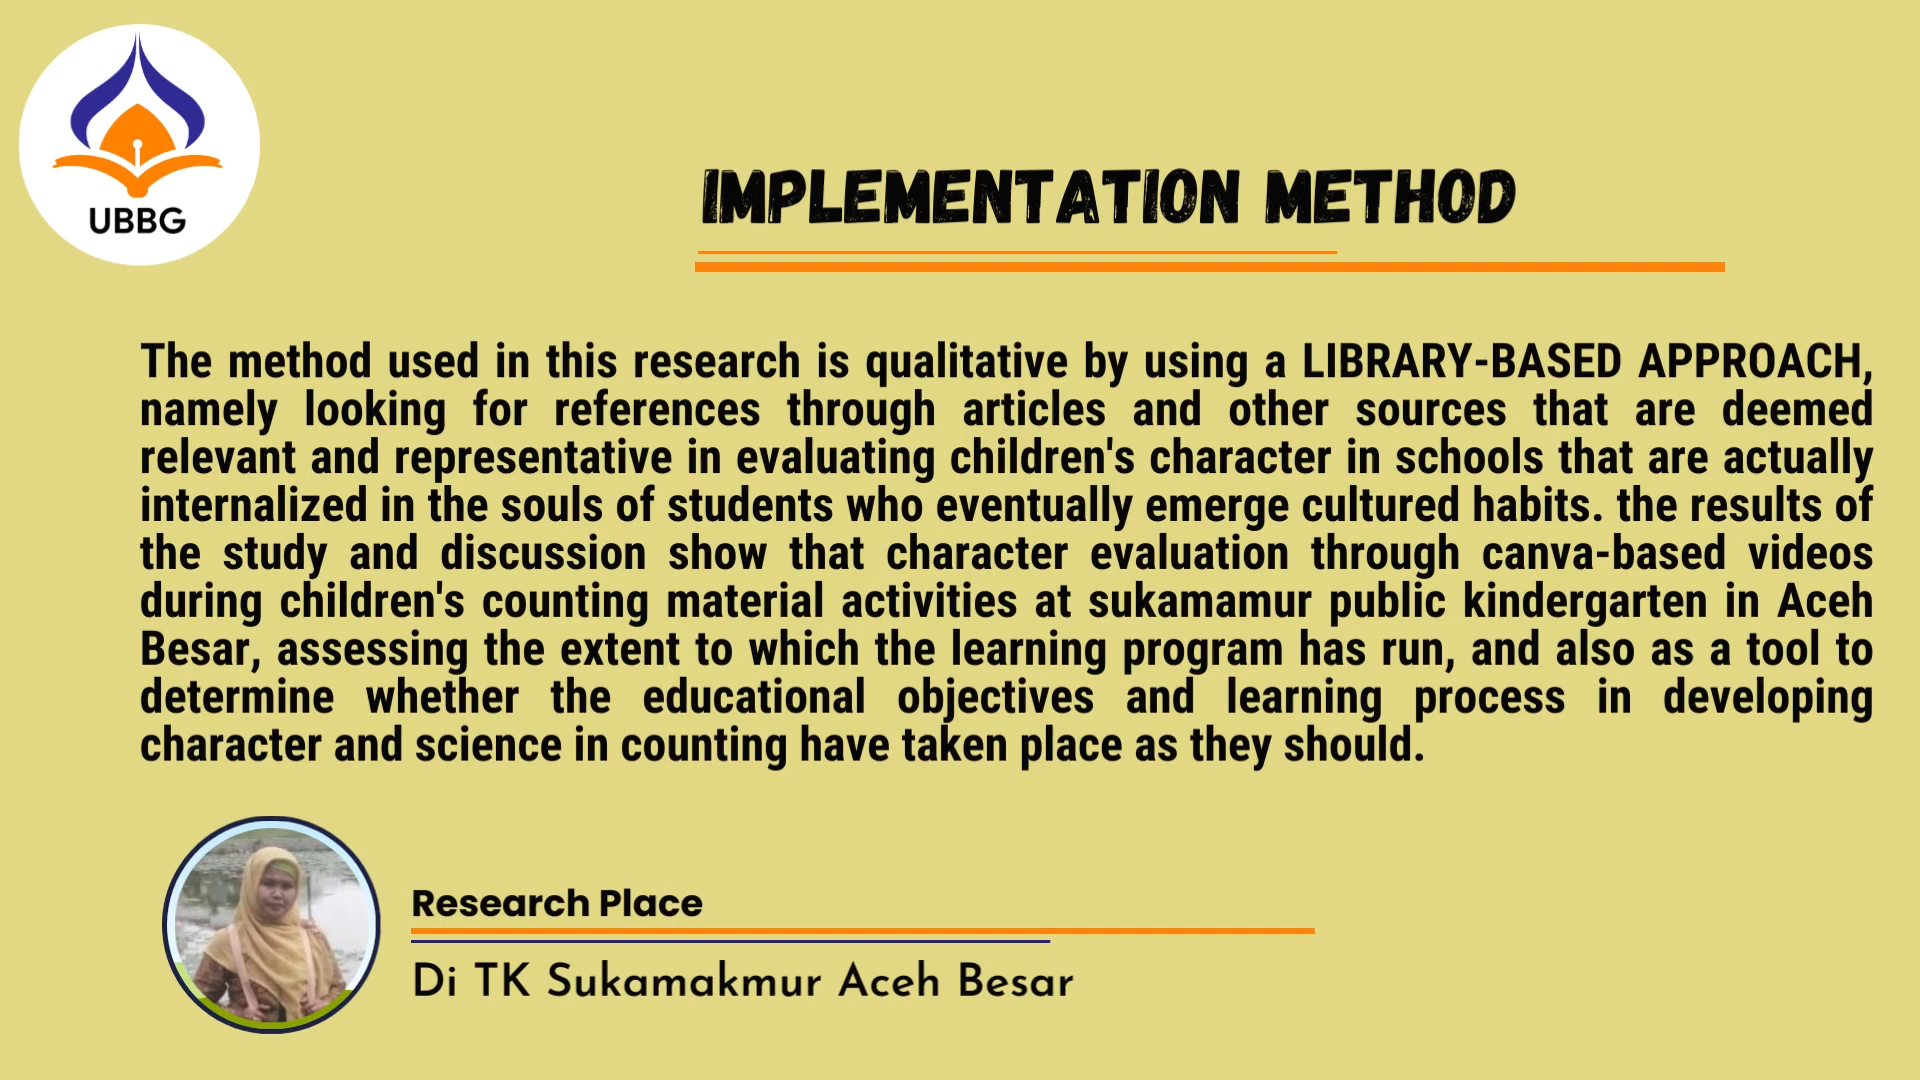 UBBG
IMPLEMENTATION METHOD
The method used in this research is qualitative by using a LIBRARY-BASED APPROACH,
namely looking for references through articles and other sources that are deemed
relevant and representative in evaluating children's character in schools that are actually
internalized in the souls of students who eventually emerge cultured habits. the results of
the study and discussion show that character evaluation through canva-based videos
during children's counting material activities at sukamamur public kindergarten in Aceh
Besar, assessing the extent to which the learning program has run, and also as a tool to
determine whether the educational objectives and learning process in developing
character and science in counting have taken place as they should.
Research Place
Di TK Sukamakmur Aceh Besar